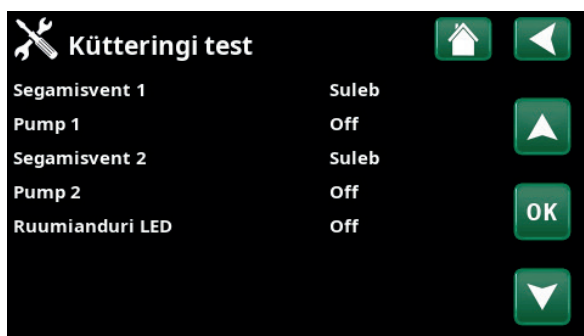 Kütteringi test
Segamisvent 1 Suleb
Pump 1 Off
Segamisvent 2 Suleb
Pump 2 Off
OK
Ruumianduri LED Off